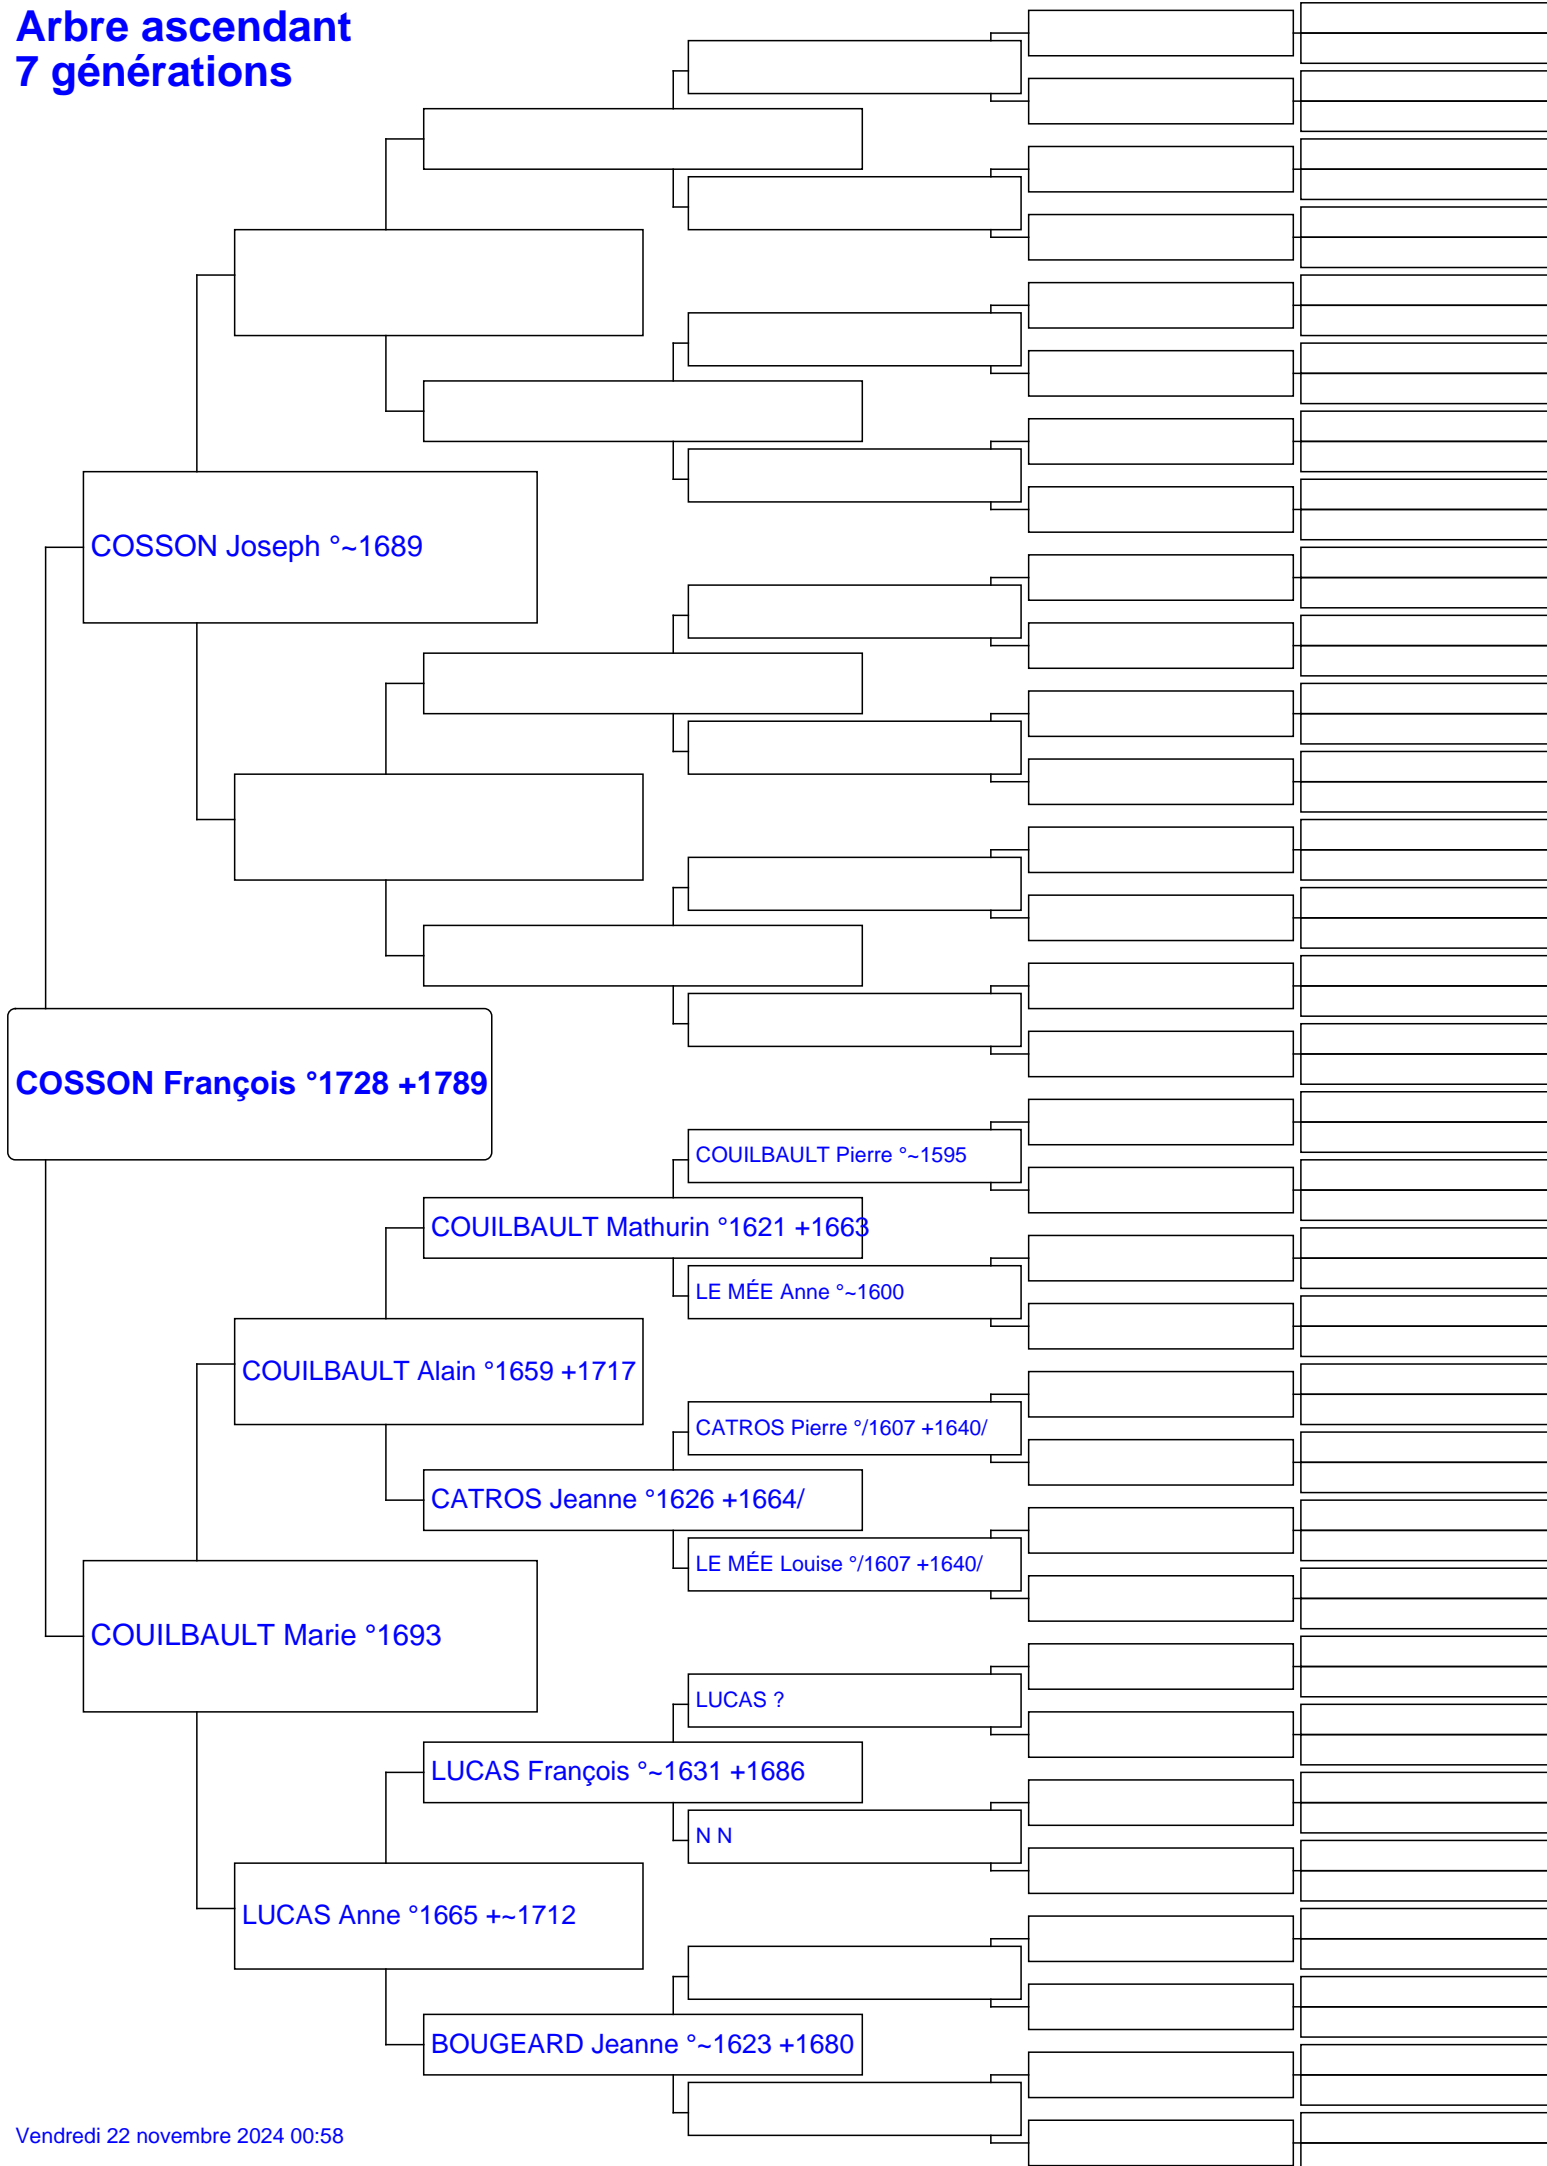 Arbre ascendant
7 générations
COSSON Joseph °~1689
COSSON François °1728 +1789
COUILBAULT Pierre °~1595
COUILBAULT Mathurin °1621 +1663
LE MÉE Anne °~1600
COUILBAULT Alain °1659 +1717
CATROS Pierre °/1607 +1640/
CATROS Jeanne °1626 +1664/
LE MÉE Louise °/1607 +1640/
COUILBAULT Marie °1693
LUCAS ?
LUCAS François °~1631 +1686
N N
LUCAS Anne °1665 +~1712
BOUGEARD Jeanne °~1623 +1680
Vendredi 22 novembre 2024 00:58